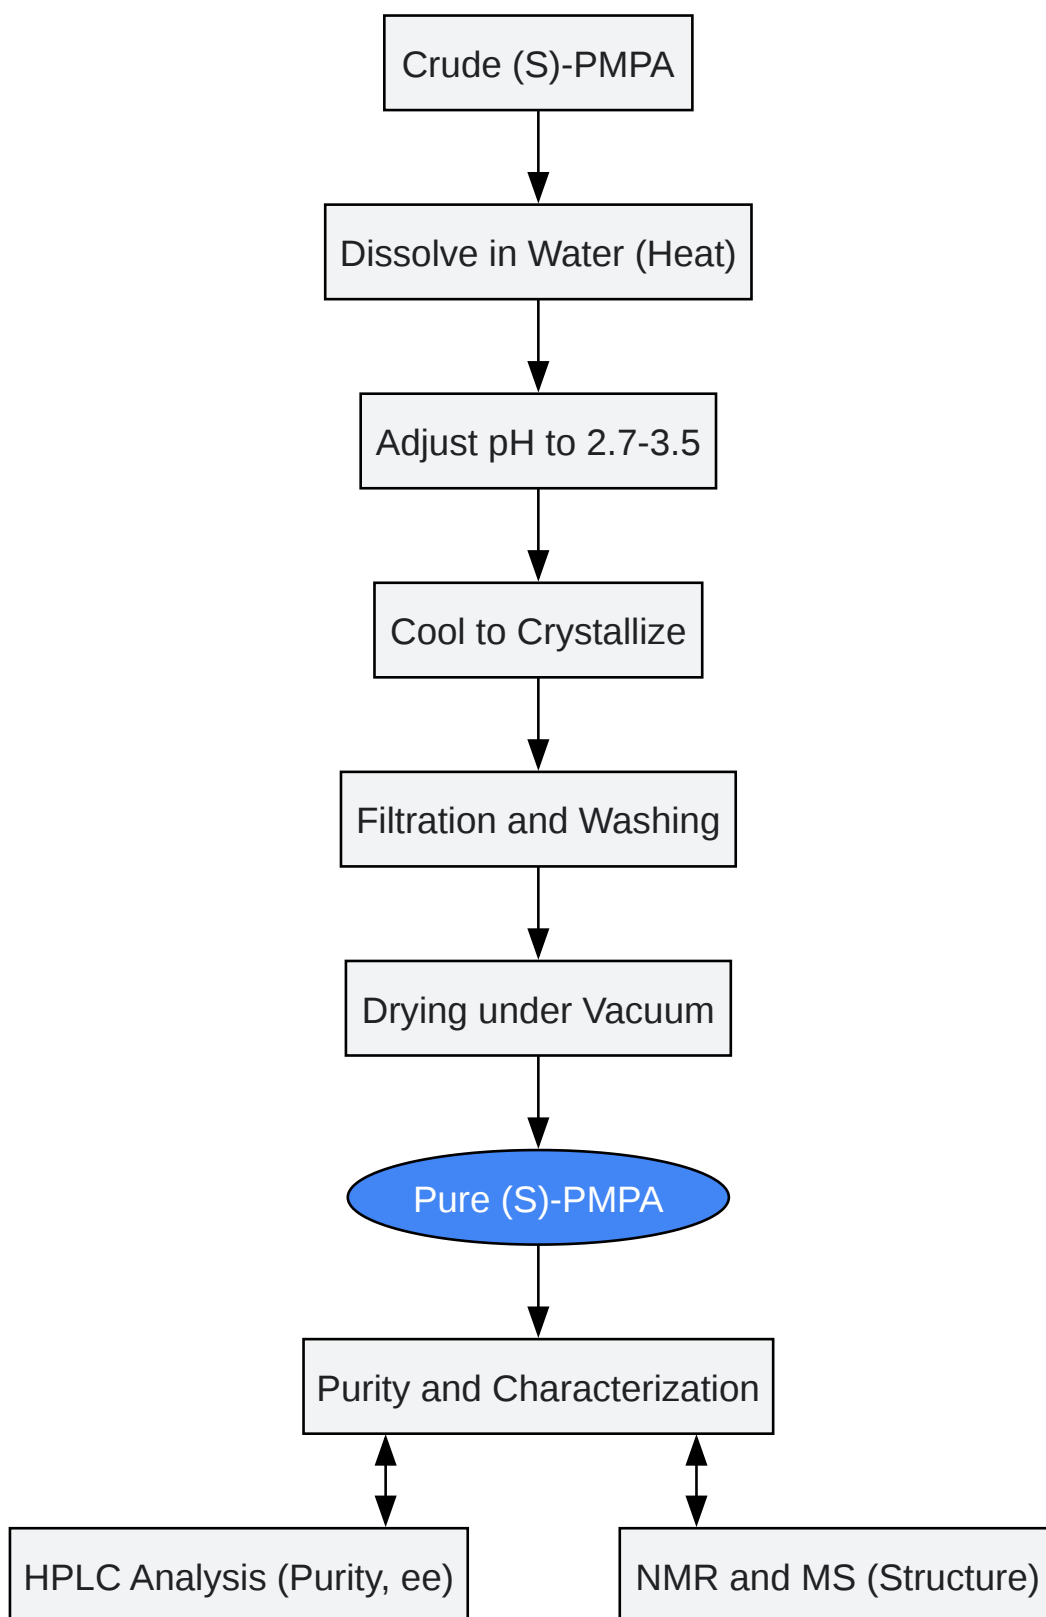 Crude (S)-PMPA
Dissolve in Water (Heat)
Adjust pH to 2.7-3.5
Cool to Crystallize
Filtration and Washing
Drying under Vacuum
Pure (S)-PMPA
Purity and Characterization
HPLC Analysis (Purity, ee)
NMR and MS (Structure)